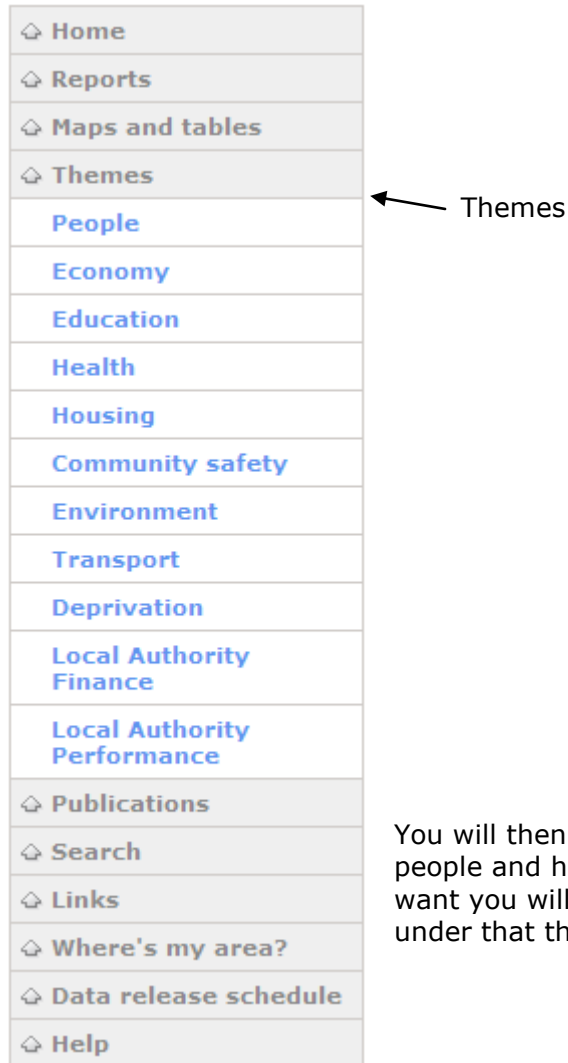 Home
Reports
Maps and tables
Themes
Themes
People
Economy
Education
Health
Housing
Community safety
Environment
Transport
Deprivation
Local Authority
Finance
Local Authority
Performance
Publications
Search
Links
Where's my area?
Data release schedule
Help
You will then
people and h
want you will
under that th